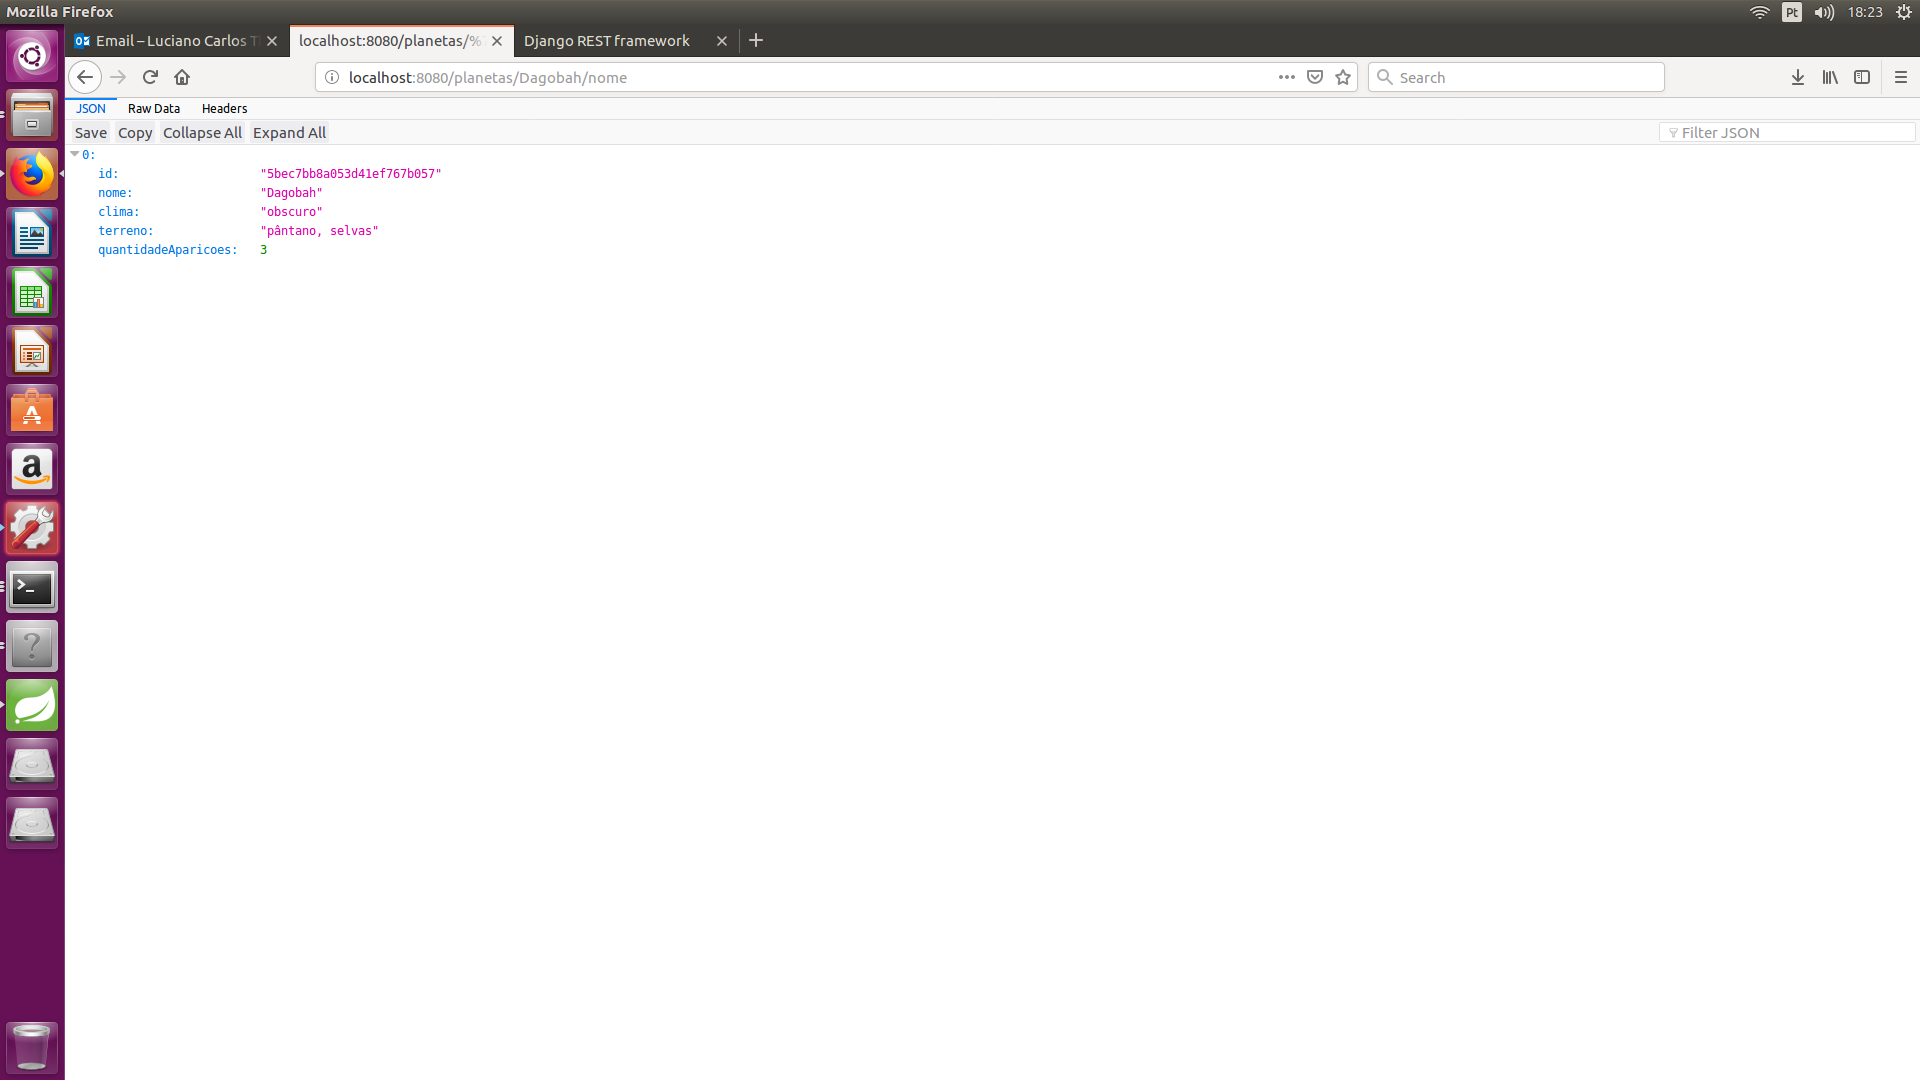 Mozilla Firefox
Pt
18:23
Email – Luciano Carlos T
localhost:8080/planetas/%
Django REST framework
localhost:8080/planetas/Dagobah/nome
Search
JSON
Raw Data
Headers
Save
Copy
Collapse All
Expand All
Filter JSON
0:
id: "5bec7bb8a053d41ef767b057"
nome: "Dagobah"
clima: "obscuro"
terreno: "pântano, selvas"
quantidadeAparicoes: 3